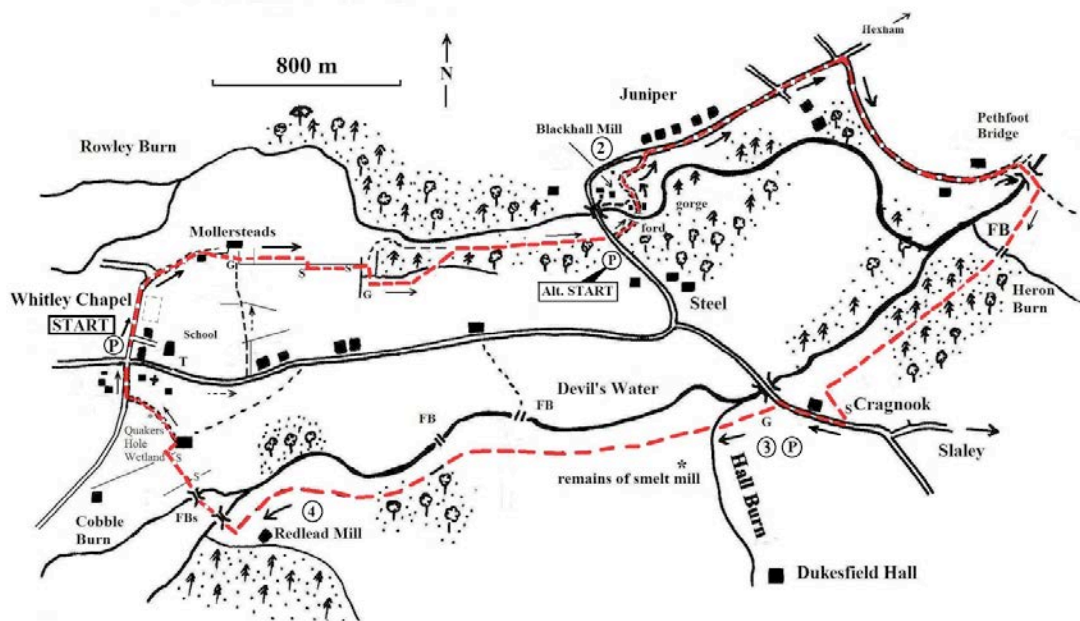 Hexham
800 m
N
Juniper
Pethfoot
Bridge
Blackhall Mill
2
Rowley Burn
gorge
Mollersteads
ford
FB
G
S
S
P
G
Whitley Chapel
Alt. START
Heron
Burn
START
Steel
P
School
T
Devil's Water
FB
Cragnook
S
Quakers
Hole
Wetland
S
FB
G
3
P
Slaley
S
*
remains of smelt mill
Hall Burn
Cobble
Burn
FBs
4
Redlead Mill
Dukesfield Hall